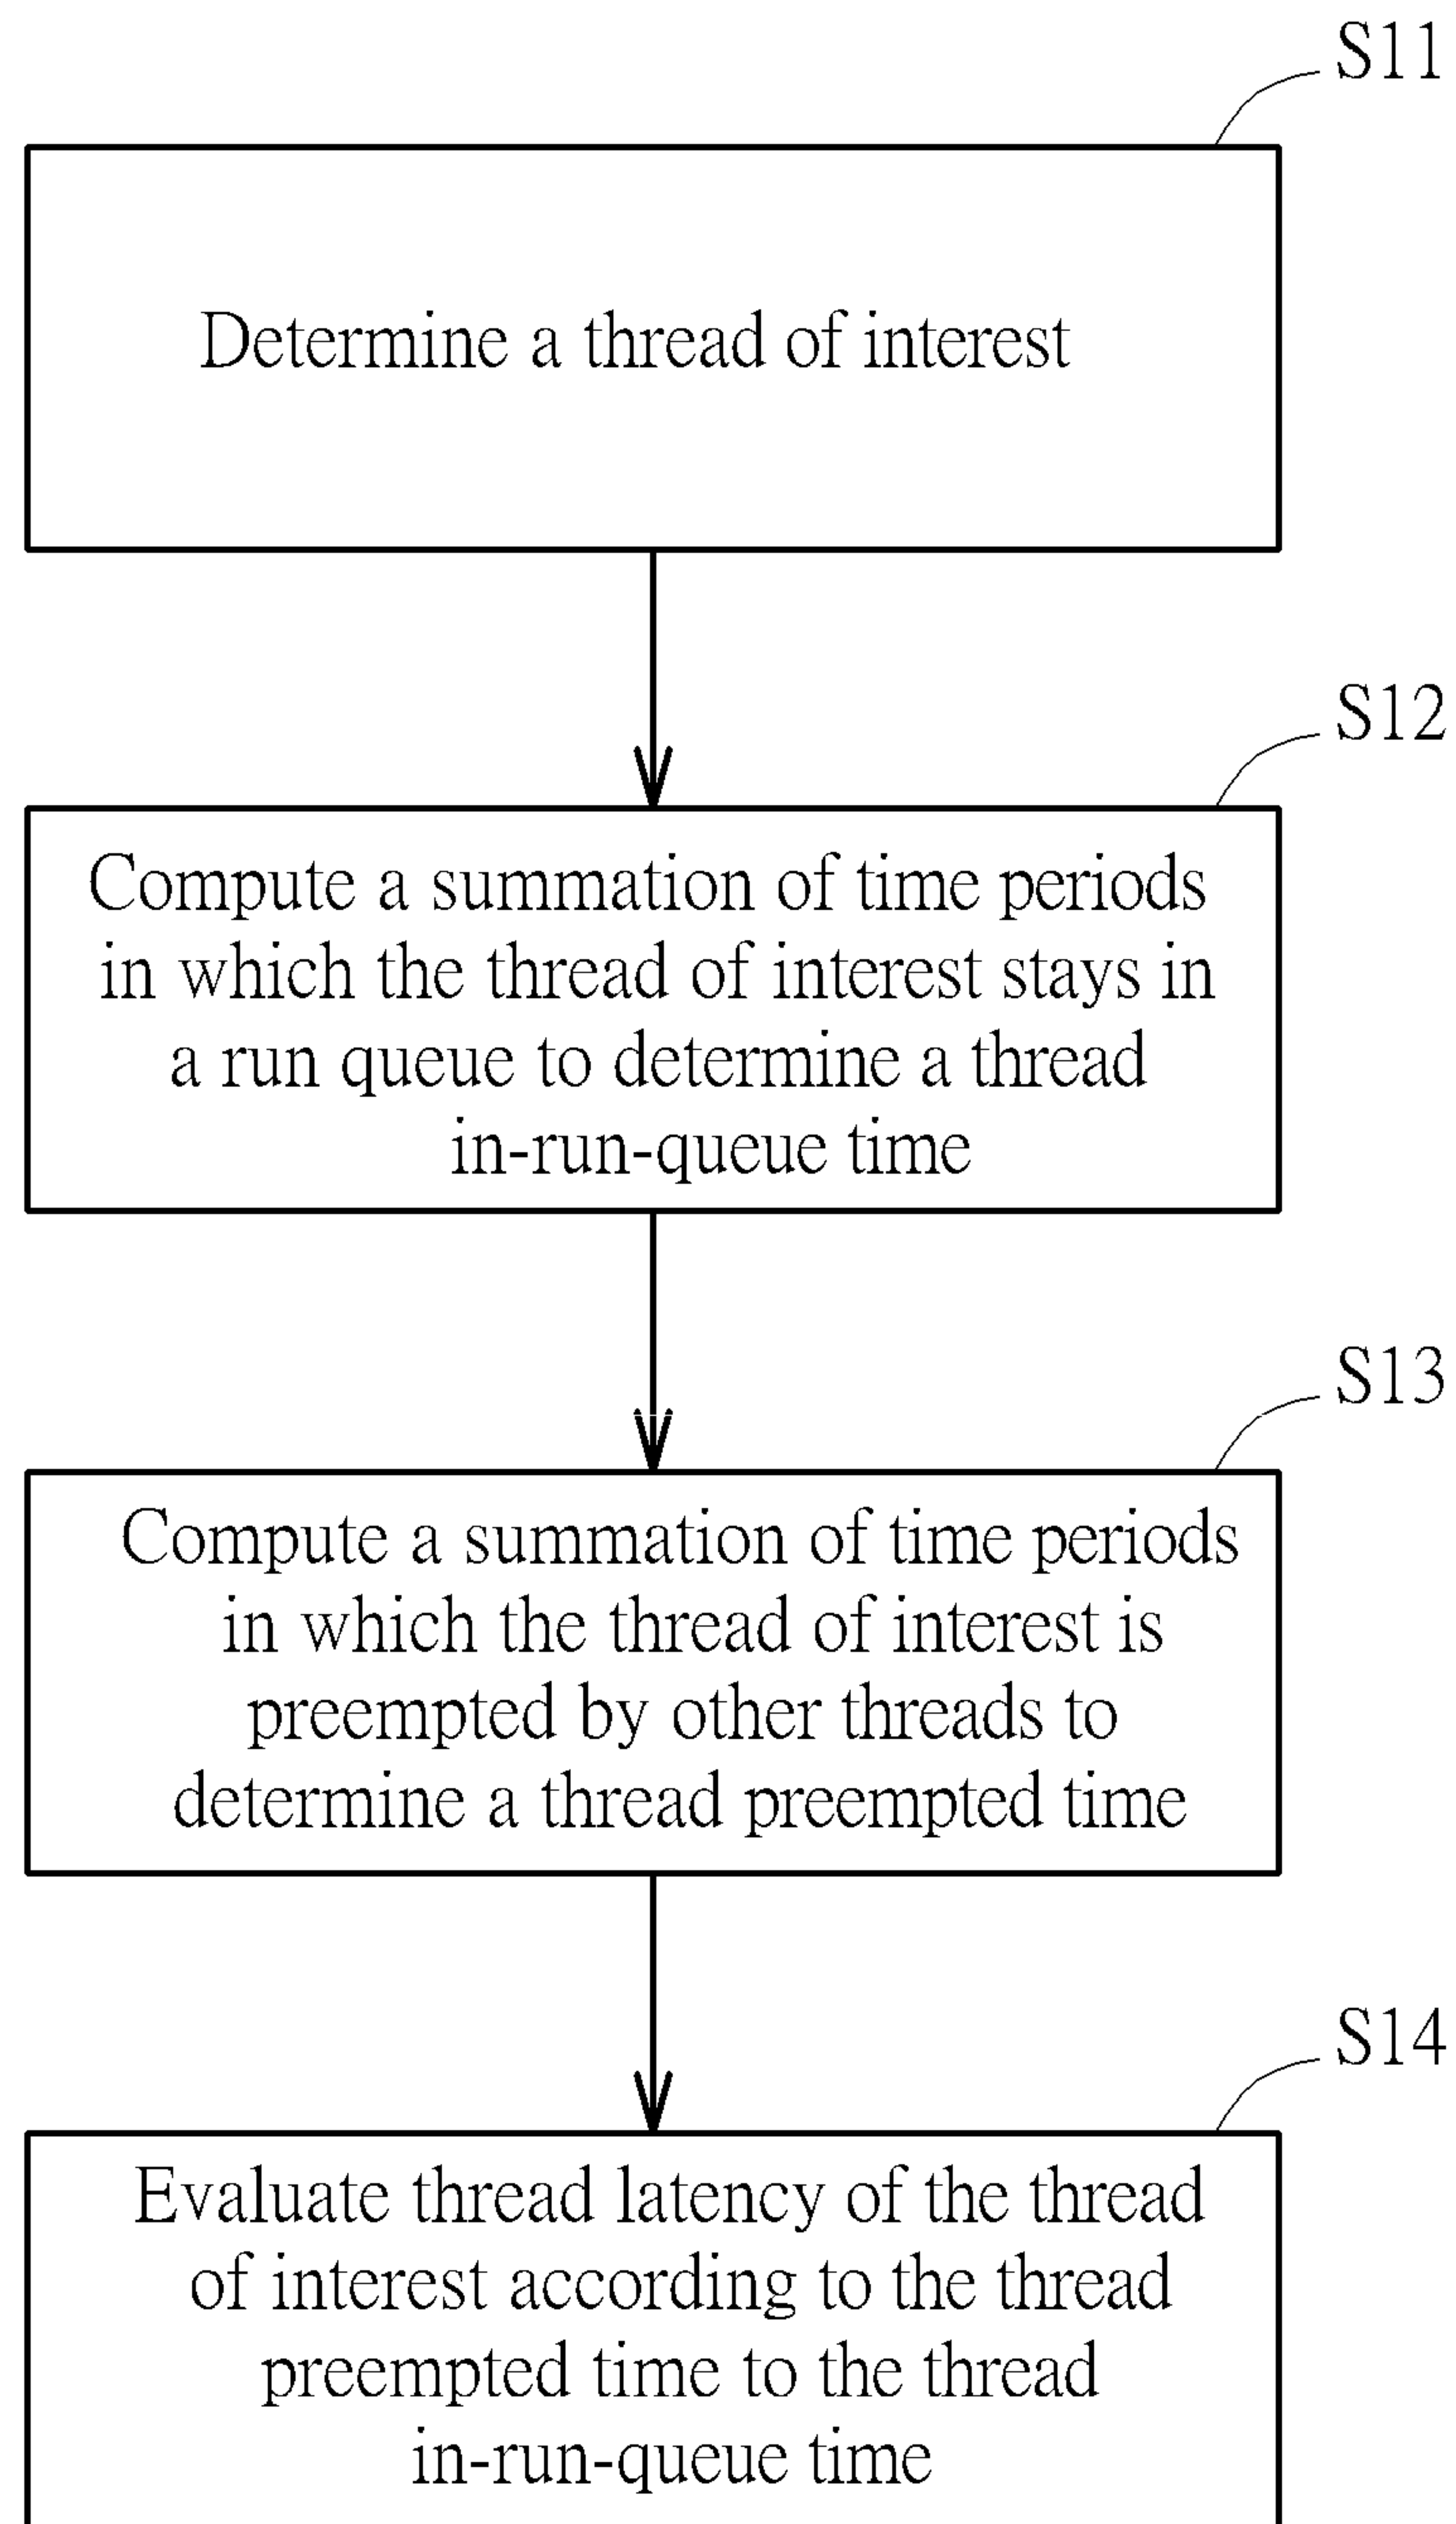 S11
Determine a thread of interest
S12
Compute a summation of time periods
in which the thread of interest stays in
a run queue to determine a thread
in-run-queue time
S13
Compute a summation of time periods
in which the thread of interest is
preempted by other threads to
determine a thread preempted time
S14
Evaluate thread latency of the thread
of interest according to the thread
preempted time to the thread
in-run-queue time